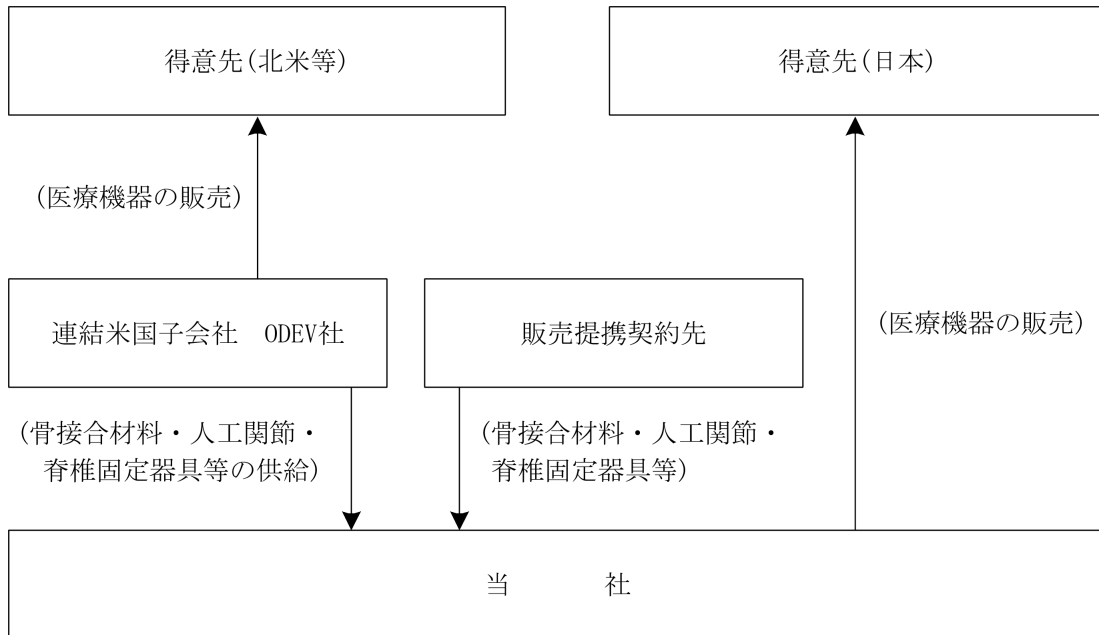 得意先(北米等)
得意先(日本)
(医療機器の販売)
連結米国子会社　ODEV社
販売提携契約先
(医療機器の販売)
(骨接合材料・人工関節・
脊椎固定器具等の供給)
(骨接合材料・人工関節・
脊椎固定器具等)
当　　　社